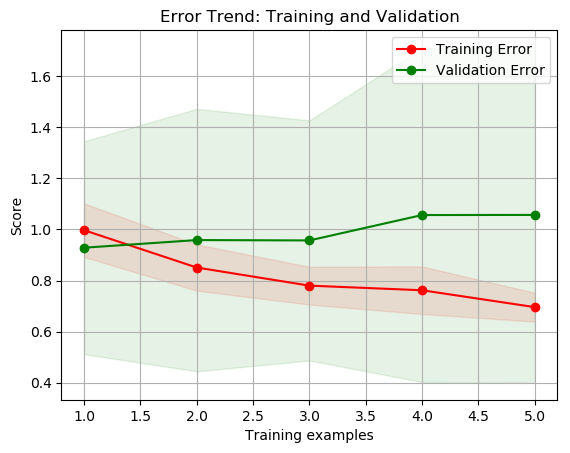 Error Trend: Training and Validation
Training Error
Validation Error
Score
1.6
1.4
1.2
1.0
0.8
0.6
0.4
1.0 1.5 2.0 2.5 3.0 3.5 4.0 4.5 5.0
Training examples